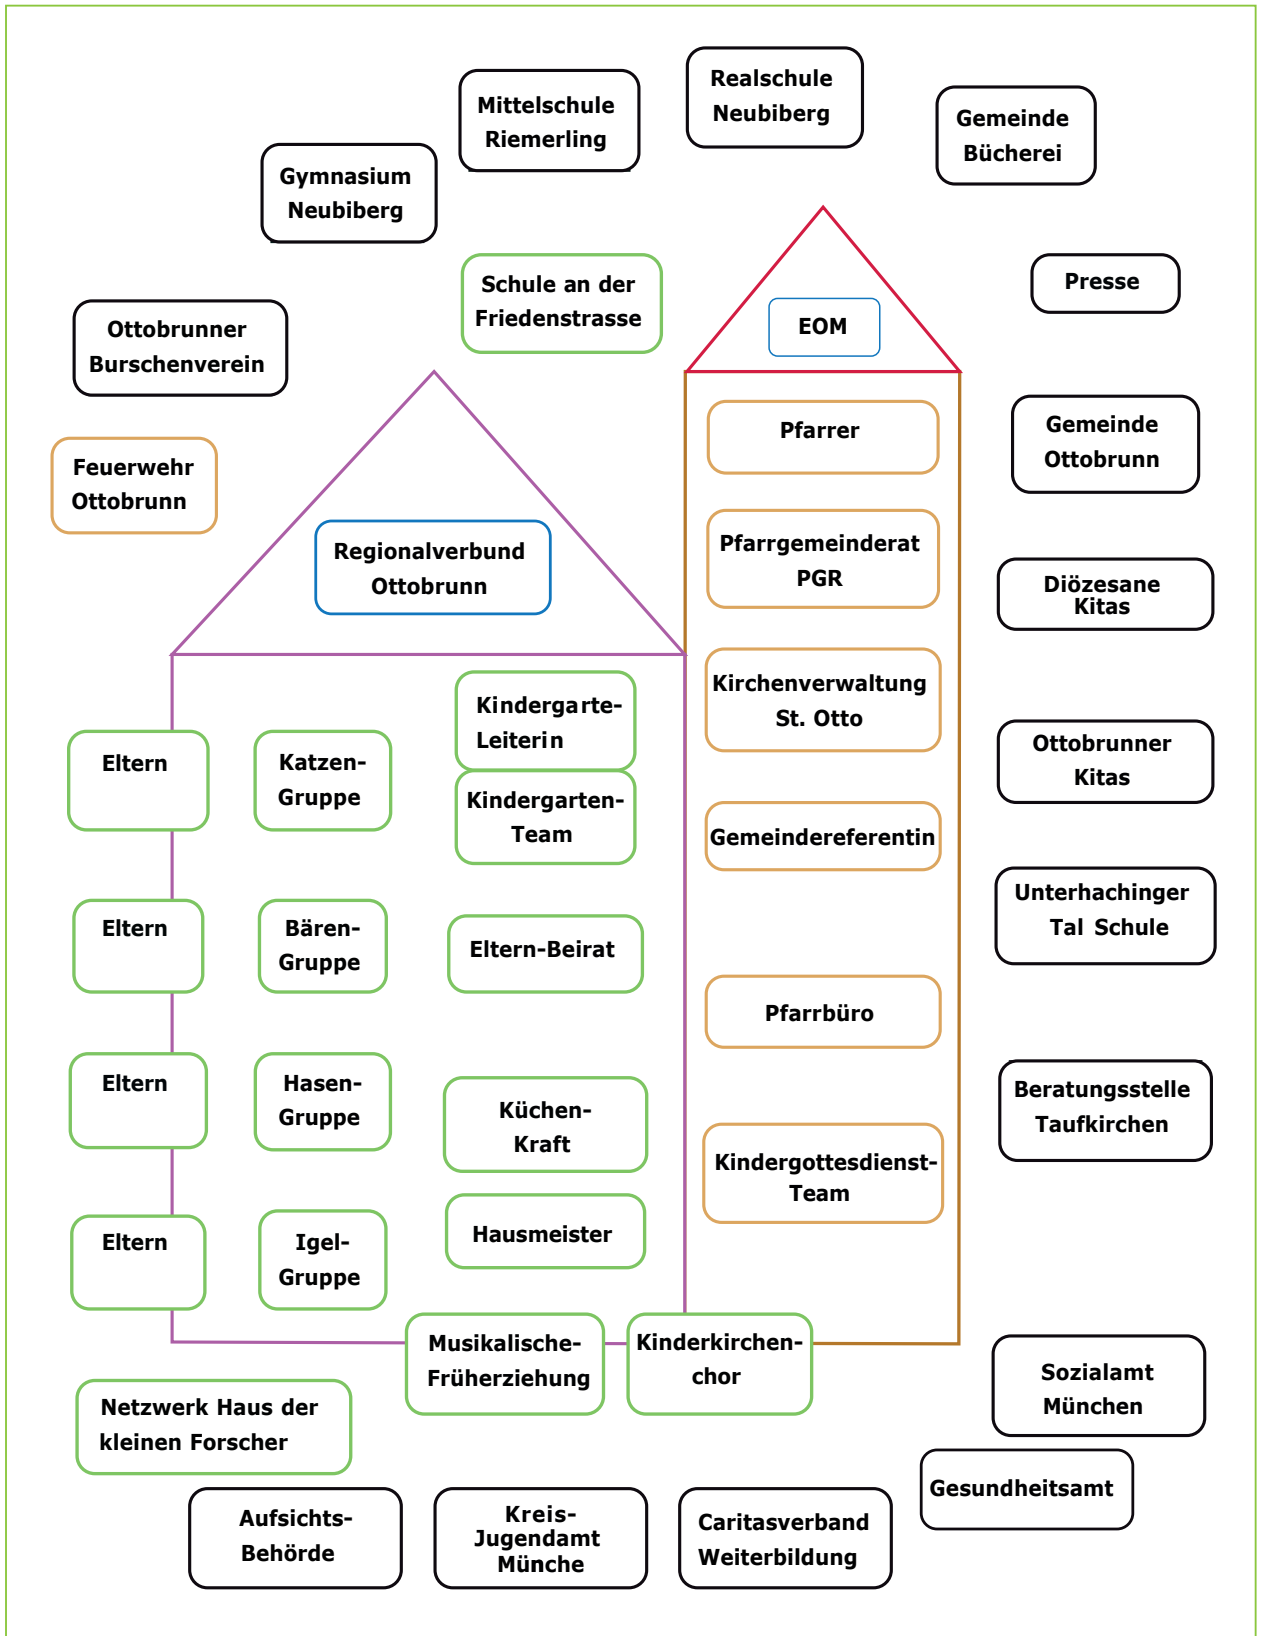 Realschule
Neubiberg
Mittelschule
Riemerling
Gemeinde
Bücherei
Gymnasium
Neubiberg
Schule an der
Friedenstrasse
Presse
Ottobrunner
Burschenverein
EOM
Feuerwehr
Ottobrunn
Pfarrer
Gemeinde
Ottobrunn
Regionalverbund
Ottobrunn
Pfarrgemeinderat
PGR
Diözesane
Kitas
Kindergarte-
Leiterin
Kirchenverwaltung
St. Otto
Eltern
Katzen-
Gruppe
Kindergarten-
Team
Ottobrunner
Kitas
Gemeindereferentin
Eltern
Bären-
Gruppe
Eltern-Beirat
Unterhachinger
Tal Schule
Pfarrbüro
Eltern
Hasen-
Gruppe
Küchen-
Kraft
Beratungsstelle
Taufkirchen
Kindergottesdienst-
Team
Eltern
Igel-
Gruppe
Hausmeister
Musikalische-
Früherziehung
Kinderkirchen-
chor
Sozialamt
München
Netzwerk Haus der
kleinen Forscher
Gesundheitsamt
Aufsichts-
Behörde
Kreis-
Jugendamt
Münche
Caritasverband
Weiterbildung